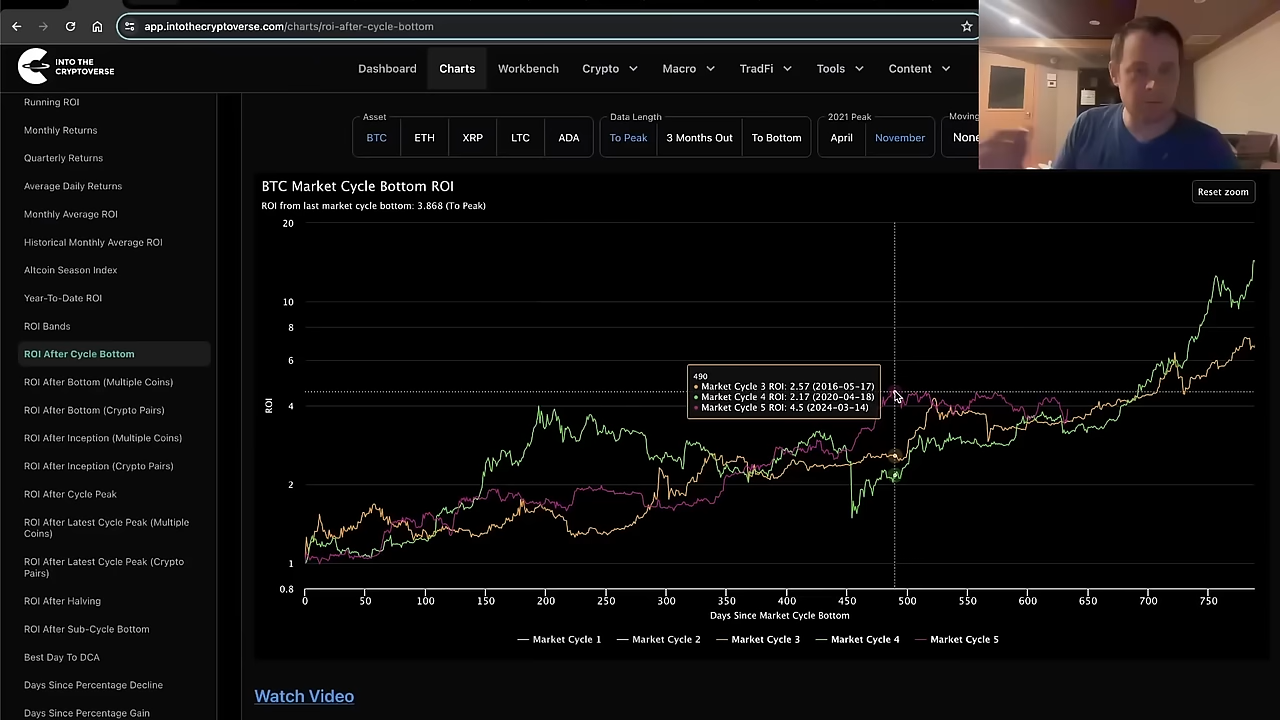 app.intothecryptoverse.com/charts/roi-after-cycle-bottom
INTO THE
CRYPTOVERSE
Dashboard
Charts
Workbench
Crypto
Macro
TradFi
Tools
Content
Running ROI
Monthly Returns
Quarterly Returns
Average Daily Returns
Monthly Average ROI
Historical Monthly Average ROI
Altcoin Season Index
Year-To-Date ROI
ROI Bands
ROI After Cycle Bottom
ROI After Bottom (Multiple Coins)
ROI After Bottom (Crypto Pairs)
ROI After Inception (Multiple Coins)
ROI After Inception (Crypto Pairs)
ROI After Cycle Peak
ROI After Latest Cycle Peak (Multiple
Coins)
ROI After Latest Cycle Peak (Crypto
Pairs)
ROI After Halving
ROI After Sub-Cycle Bottom
Best Day To DCA
Days Since Percentage Decline
Days Since Percentage Gain
Asset
BTC
ETH
XRP
LTC
ADA
Data Length
To Peak
3 Months Out
To Bottom
2021 Peak
April
November
Moving
None
BTC Market Cycle Bottom ROI
ROI from last market cycle bottom: 3.868 (To Peak)
Reset zoom
20
10
8
6
4
2
1
0.8
ROI
490
Market Cycle 3 ROI: 2.57 (2016-05-17)
Market Cycle 4 ROI: 2.17 (2020-04-18)
Market Cycle 5 ROI: 4.5 (2024-03-14)
0 50 100 150 200 250 300 350 400 450 500 550 600 650 700 750
Days Since Market Cycle Bottom
Market Cycle 1
Market Cycle 2
Market Cycle 3
Market Cycle 4
Market Cycle 5
Watch Video